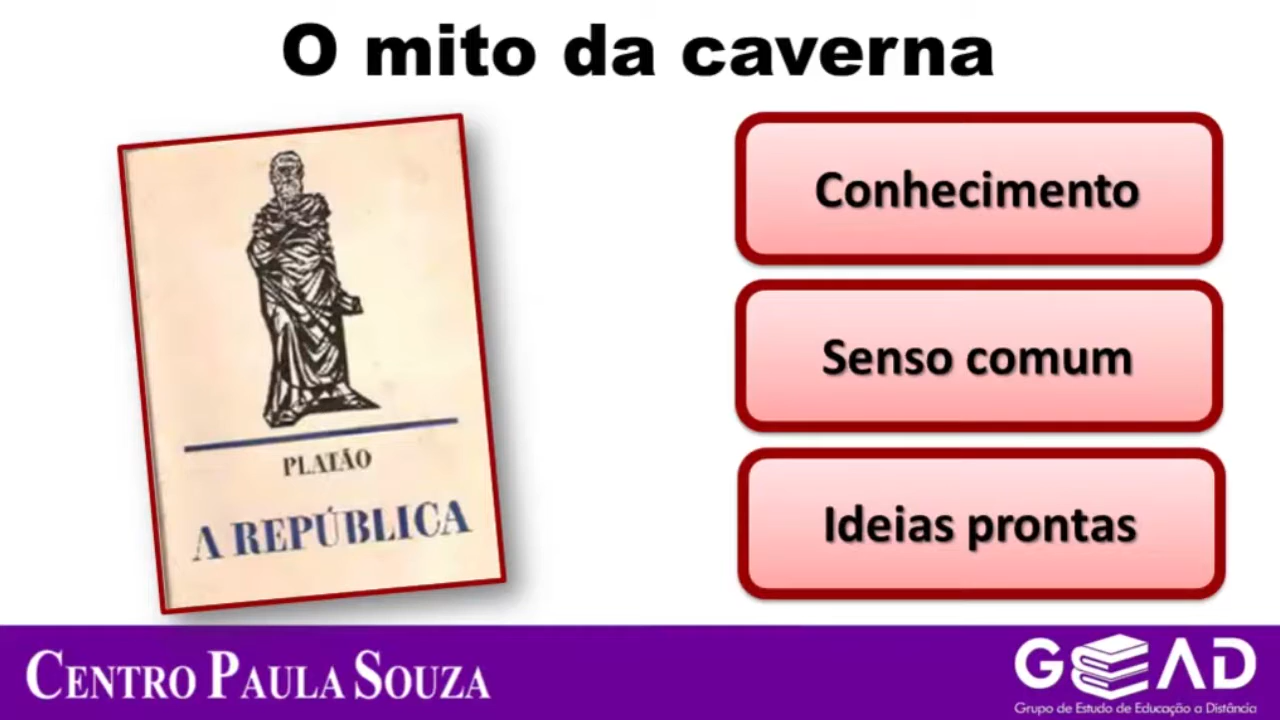 O mito da caverna
PLATÃO
A REPÚBLICA
Conhecimento
Senso comum
Ideias prontas
CENTRO PAULA SOUZA
GEAD
Grupo de Estudo de Educação a Distância